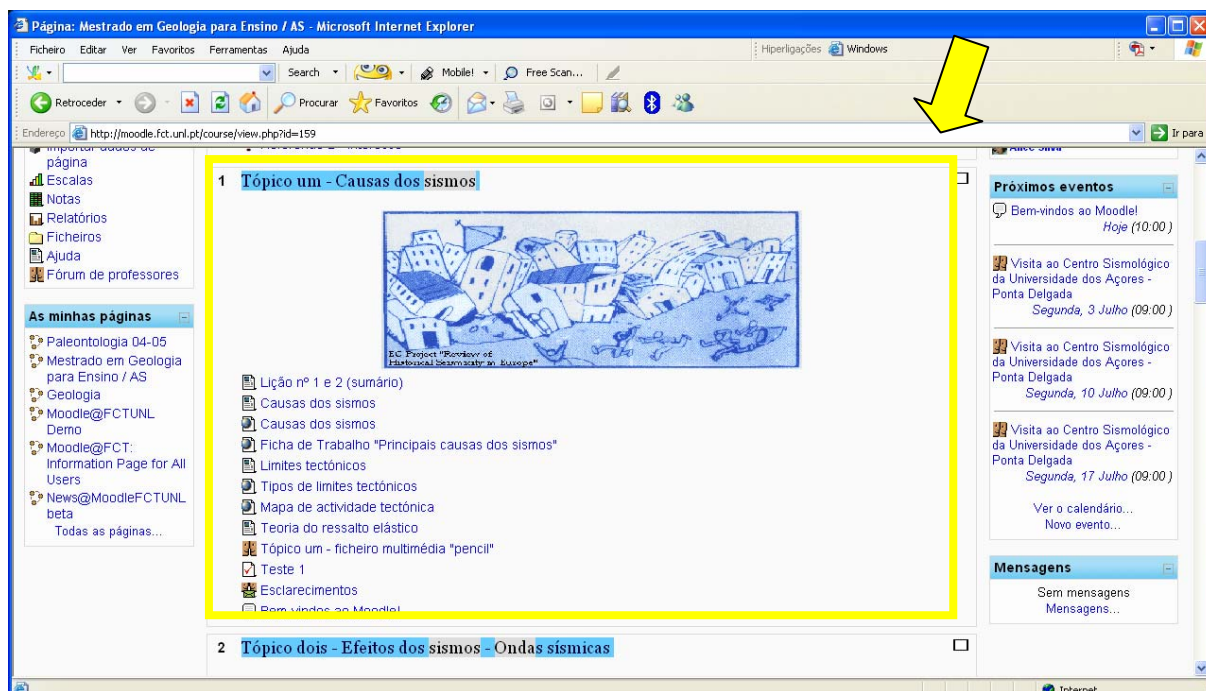 Página: Mestrado em Geologia para Ensino / AS - Microsoft Internet Explorer
Ficheiro Editar Ver Favoritos Ferramentas Ajuda Hiperligações Windows
Search Mobile! Free Scan...
Retroceder Procurar Favoritos
Endereço http://moodle.fct.unl.pt/course/view.php?id=159 Ir para
Importar dados de
página
Escalas
Notas
Relatórios
Ficheiros
Ajuda
Fórum de professores
As minhas páginas
Paleontologia 04-05
Mestrado em Geologia
para Ensino / AS
Geologia
Moodle@FCTUNL
Demo
Moodle@FCT:
Information Page for All
Users
News@MoodleFCTUNL
beta
Todas as páginas...
1 Tópico um - Causas dos sismos
EC Project "Review of
Historical Seismicity in Europe"
Lição nº 1 e 2 (sumário)
Causas dos sismos
Causas dos sismos
Ficha de Trabalho "Principais causas dos sismos"
Limites tectónicos
Tipos de limites tectónicos
Mapa de actividade tectónica
Teoria do ressalto elástico
Tópico um - ficheiro multimédia "pencil"
Teste 1
Esclarecimentos
Bem-vindos ao Moodle!
2 Tópico dois - Efeitos dos sismos - Ondas sísmicas
Alice Silva
Próximos eventos
Bem-vindos ao Moodle!
Hoje (10:00 )
Visita ao Centro Sismológico
da Universidade dos Açores -
Ponta Delgada
Segunda, 3 Julho (09:00 )
Visita ao Centro Sismológico
da Universidade dos Açores -
Ponta Delgada
Segunda, 10 Julho (09:00 )
Visita ao Centro Sismológico
da Universidade dos Açores -
Ponta Delgada
Segunda, 17 Julho (09:00 )
Ver o calendário...
Novo evento...
Mensagens
Sem mensagens
Mensagens...
Internet